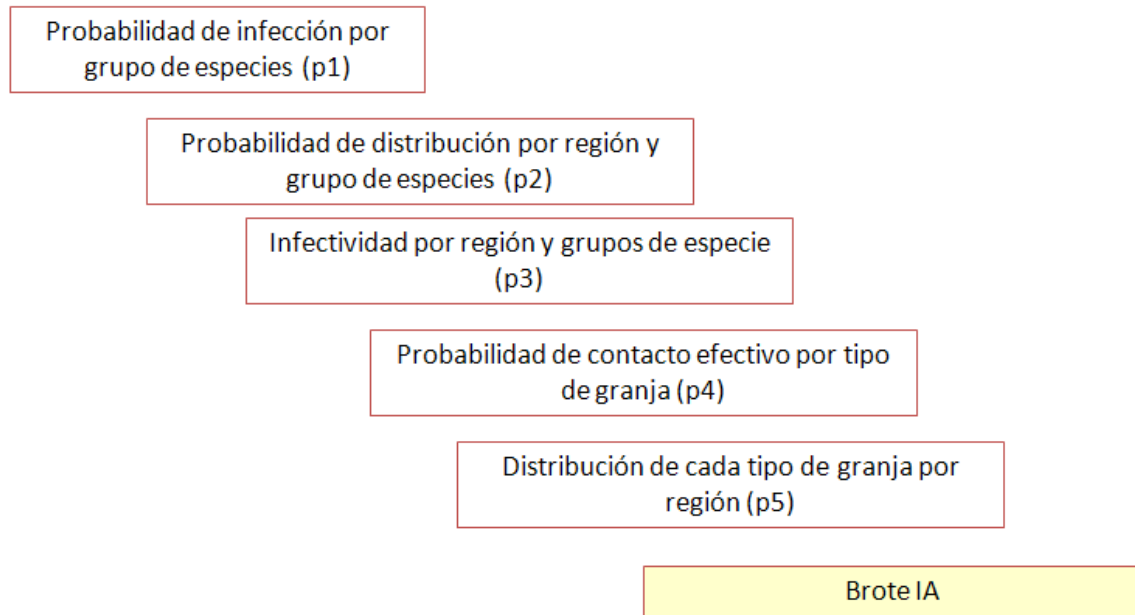 Probabilidad de infección por
grupo de especies (p1)
Probabilidad de distribución por región y
grupo de especies (p2)
Infectividad por región y grupos de especie
(p3)
Probabilidad de contacto efectivo por tipo
de granja (p4)
Distribución de cada tipo de granja por
región (p5)
Brote IA